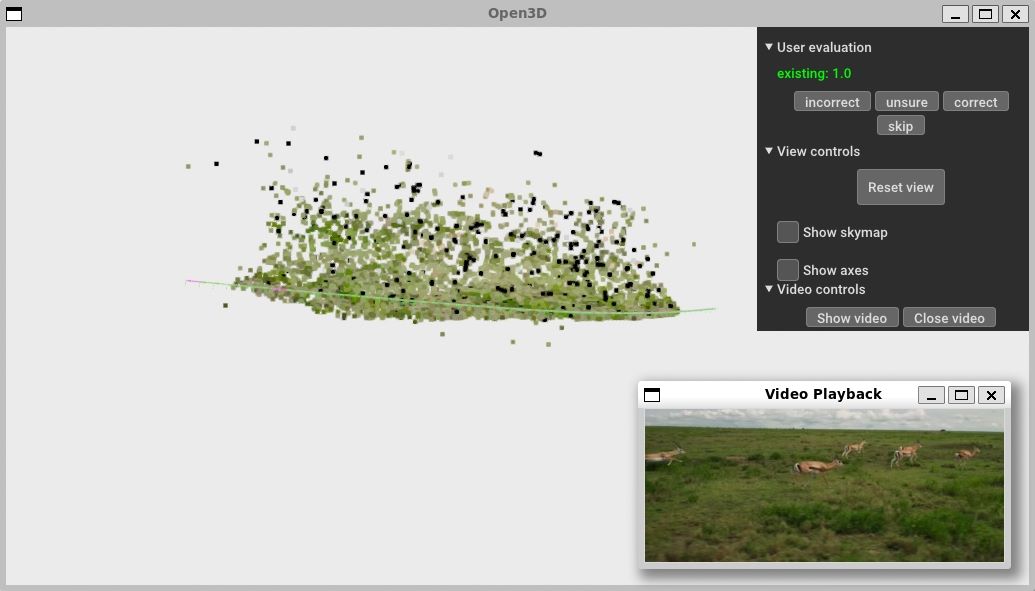 Open3D
User evaluation
existing: 1.0
incorrect unsure correct
skip
View controls
Reset view
Show skymap
Show axes
Video controls
Show video Close video
Video Playback